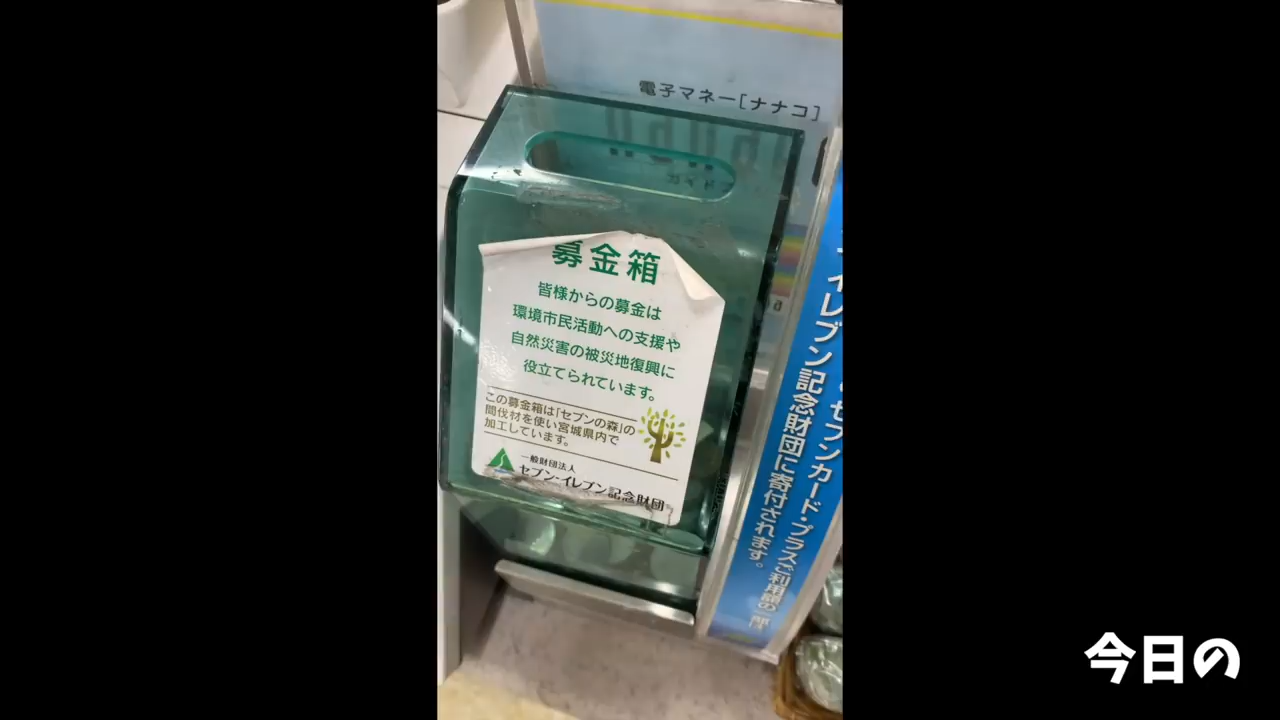 電子マネー[ナナコ]
募金箱
皆様からの募金は
環境市民活動への支援や
自然災害の被災地復興に
役立てられています。
この募金箱は「セブンの森」の
間伐材を使い宮城県内で
加工しています。
一般財団法人
セブン-イレブン記念財団
セブンカード・プラスご利用額の一部は
イレブン記念財団に寄付されます。
今日の